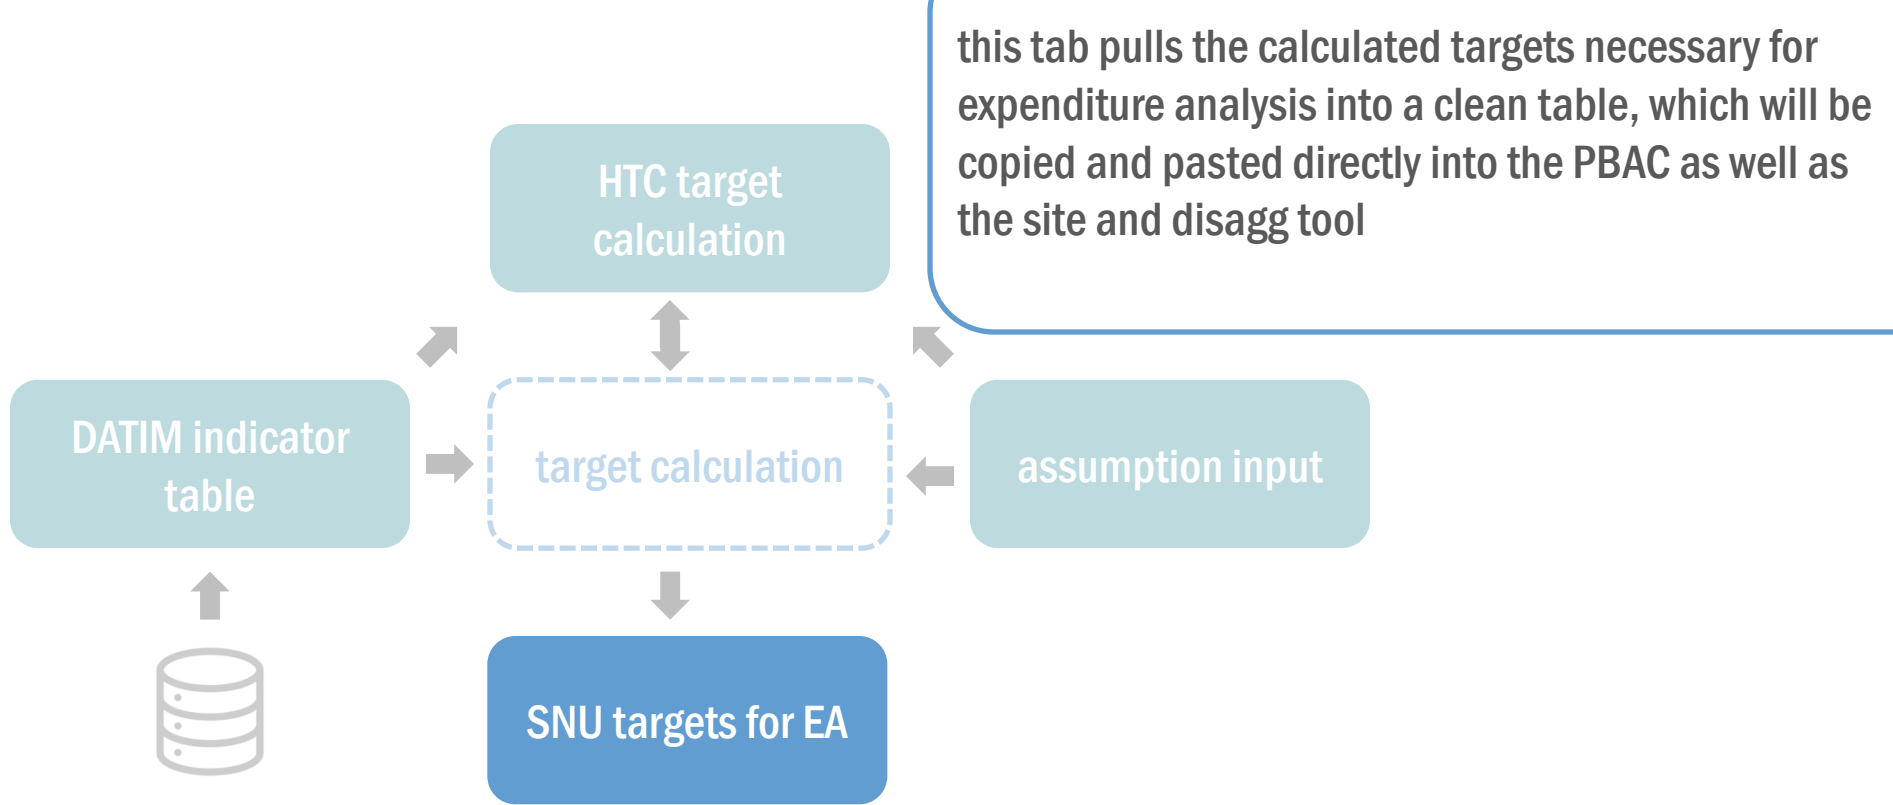 this tab pulls the calculated targets necessary for
expenditure analysis into a clean table, which will be
copied and pasted directly into the PBAC as well as
the site and disagg tool
HTC target
calculation
DATIM indicator
table
target calculation
assumption input
SNU targets for EA